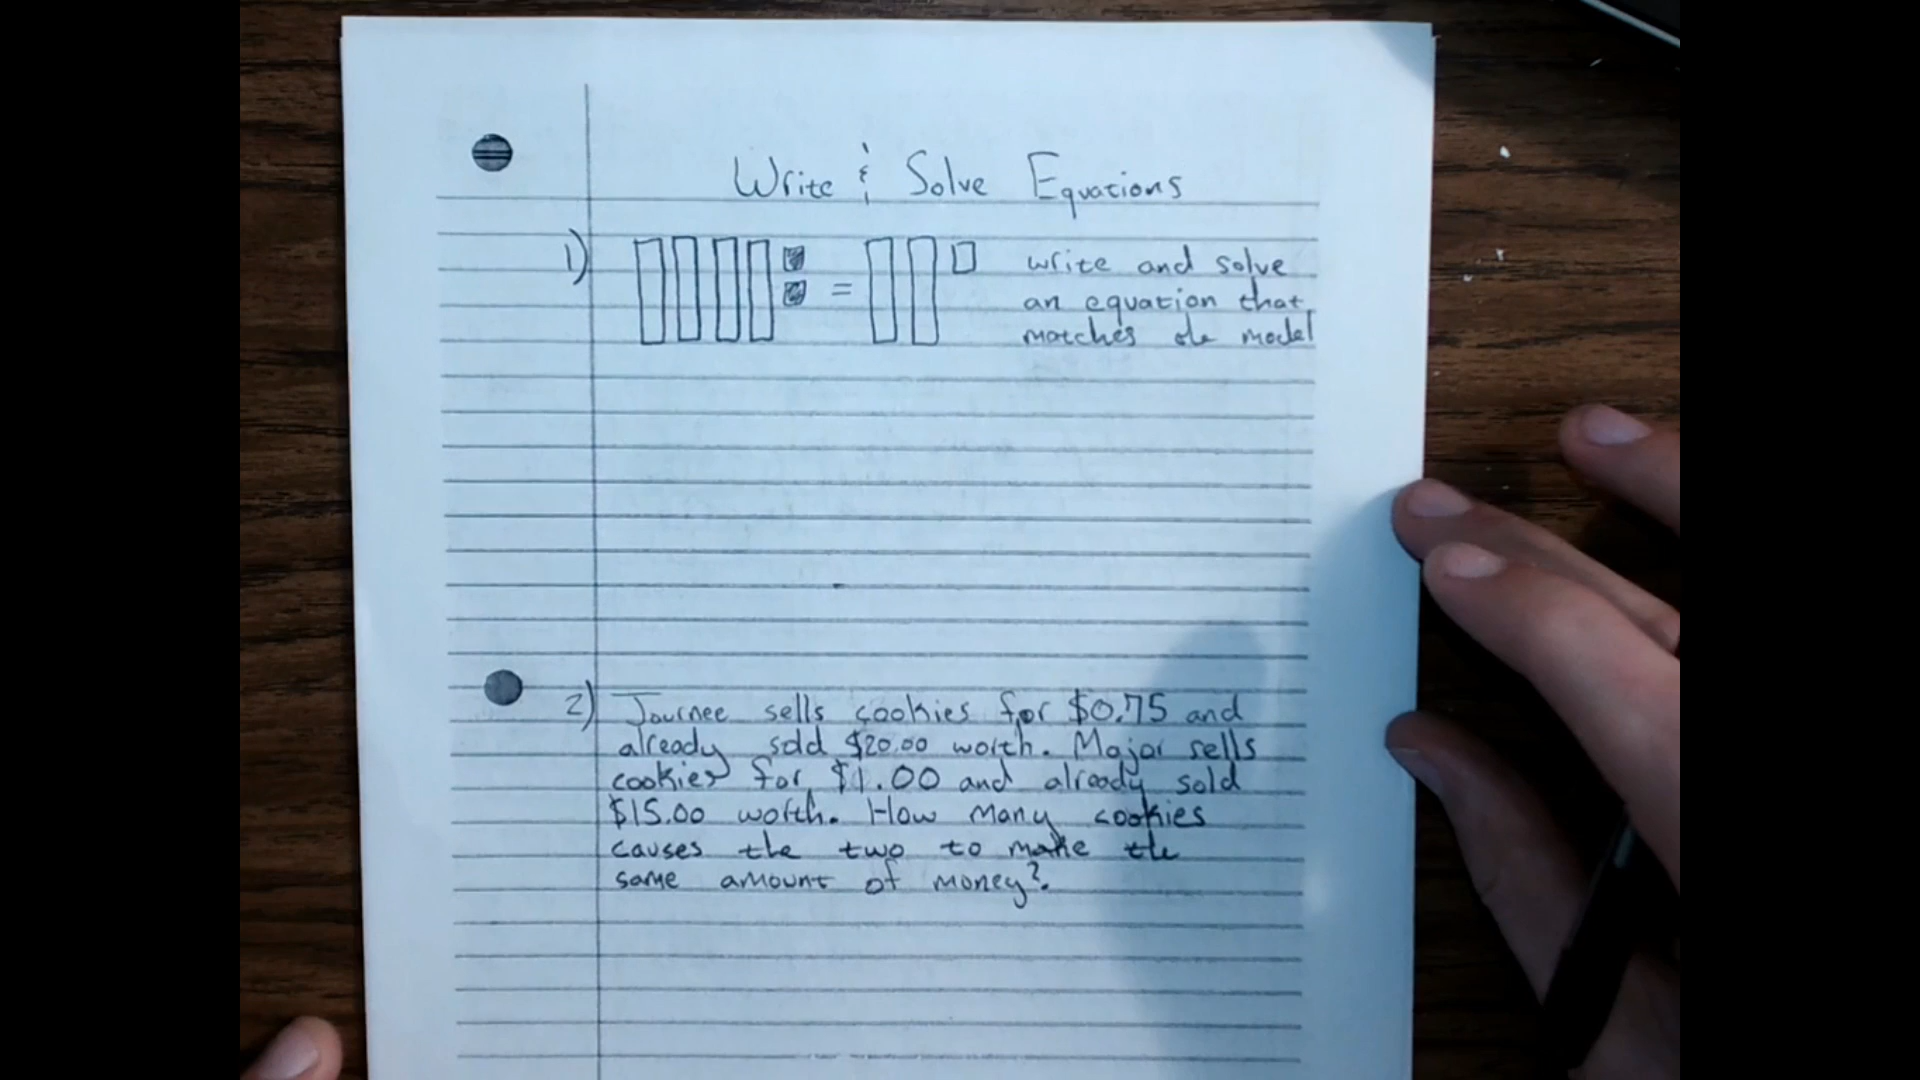 Write & Solve Equations
1) = write and solve
an equation that
matches the model
2) Journee sells cookies for $0.75 and
already sold $20.00 worth. Major sells
cookies for $1.00 and already sold
$15.00 worth. How many cookies
causes the two to make the
same amount of money?